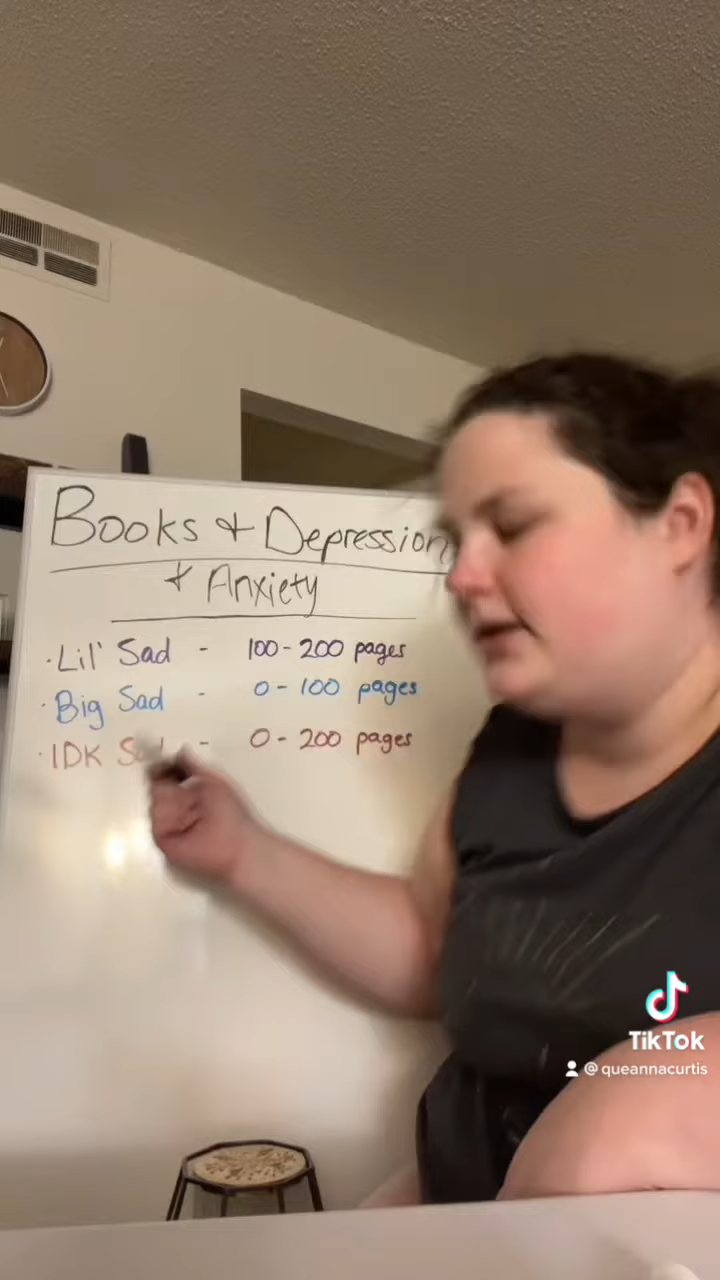 Books & Depression
& Anxiety
· Lil' Sad - 100 - 200 pages
· Big Sad - 0 - 100 pages
· IDK Sad - 0 - 200 pages
TikTok
@queannacurtis